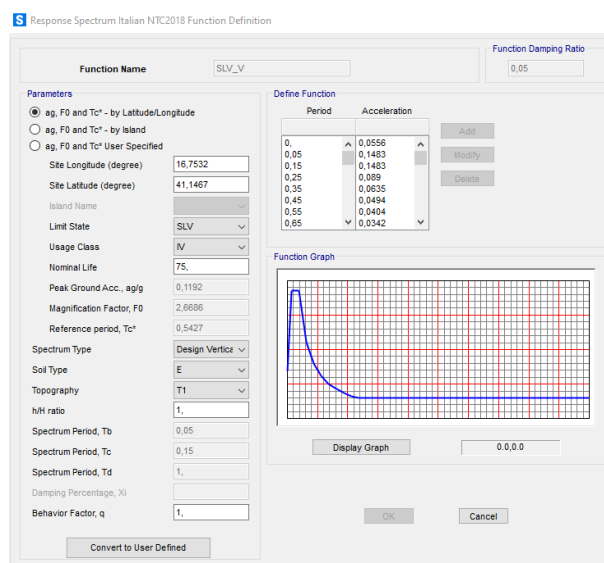 S Response Spectrum Italian NTC2018 Function Definition
Function Name SLV_V
Function Damping Ratio
0,05
Parameters
ag, F0 and Tc* - by Latitude/Longitude
ag, F0 and Tc* - by Island
ag, F0 and Tc* User Specified
Site Longitude (degree) 16,7532
Site Latitude (degree) 41,1467
Island Name
Limit State SLV
Usage Class IV
Nominal Life 75,
Peak Ground Acc., ag/g 0,1192
Magnification Factor, F0 2,6686
Reference period, Tc* 0,5427
Spectrum Type Design Vertica
Soil Type E
Topography T1
h/H ratio 1,
Spectrum Period, Tb 0,05
Spectrum Period, Tc 0,15
Spectrum Period, Td 1,
Damping Percentage, Xi
Behavior Factor, q 1,
Convert to User Defined
Define Function
Period Acceleration
0, 0,0556
0,05 0,1483
0,15 0,1483
0,25 0,089
0,35 0,0635
0,45 0,0494
0,55 0,0404
0,65 0,0342
Add
Modify
Delete
Function Graph
Display Graph 0.0,0.0
OK Cancel